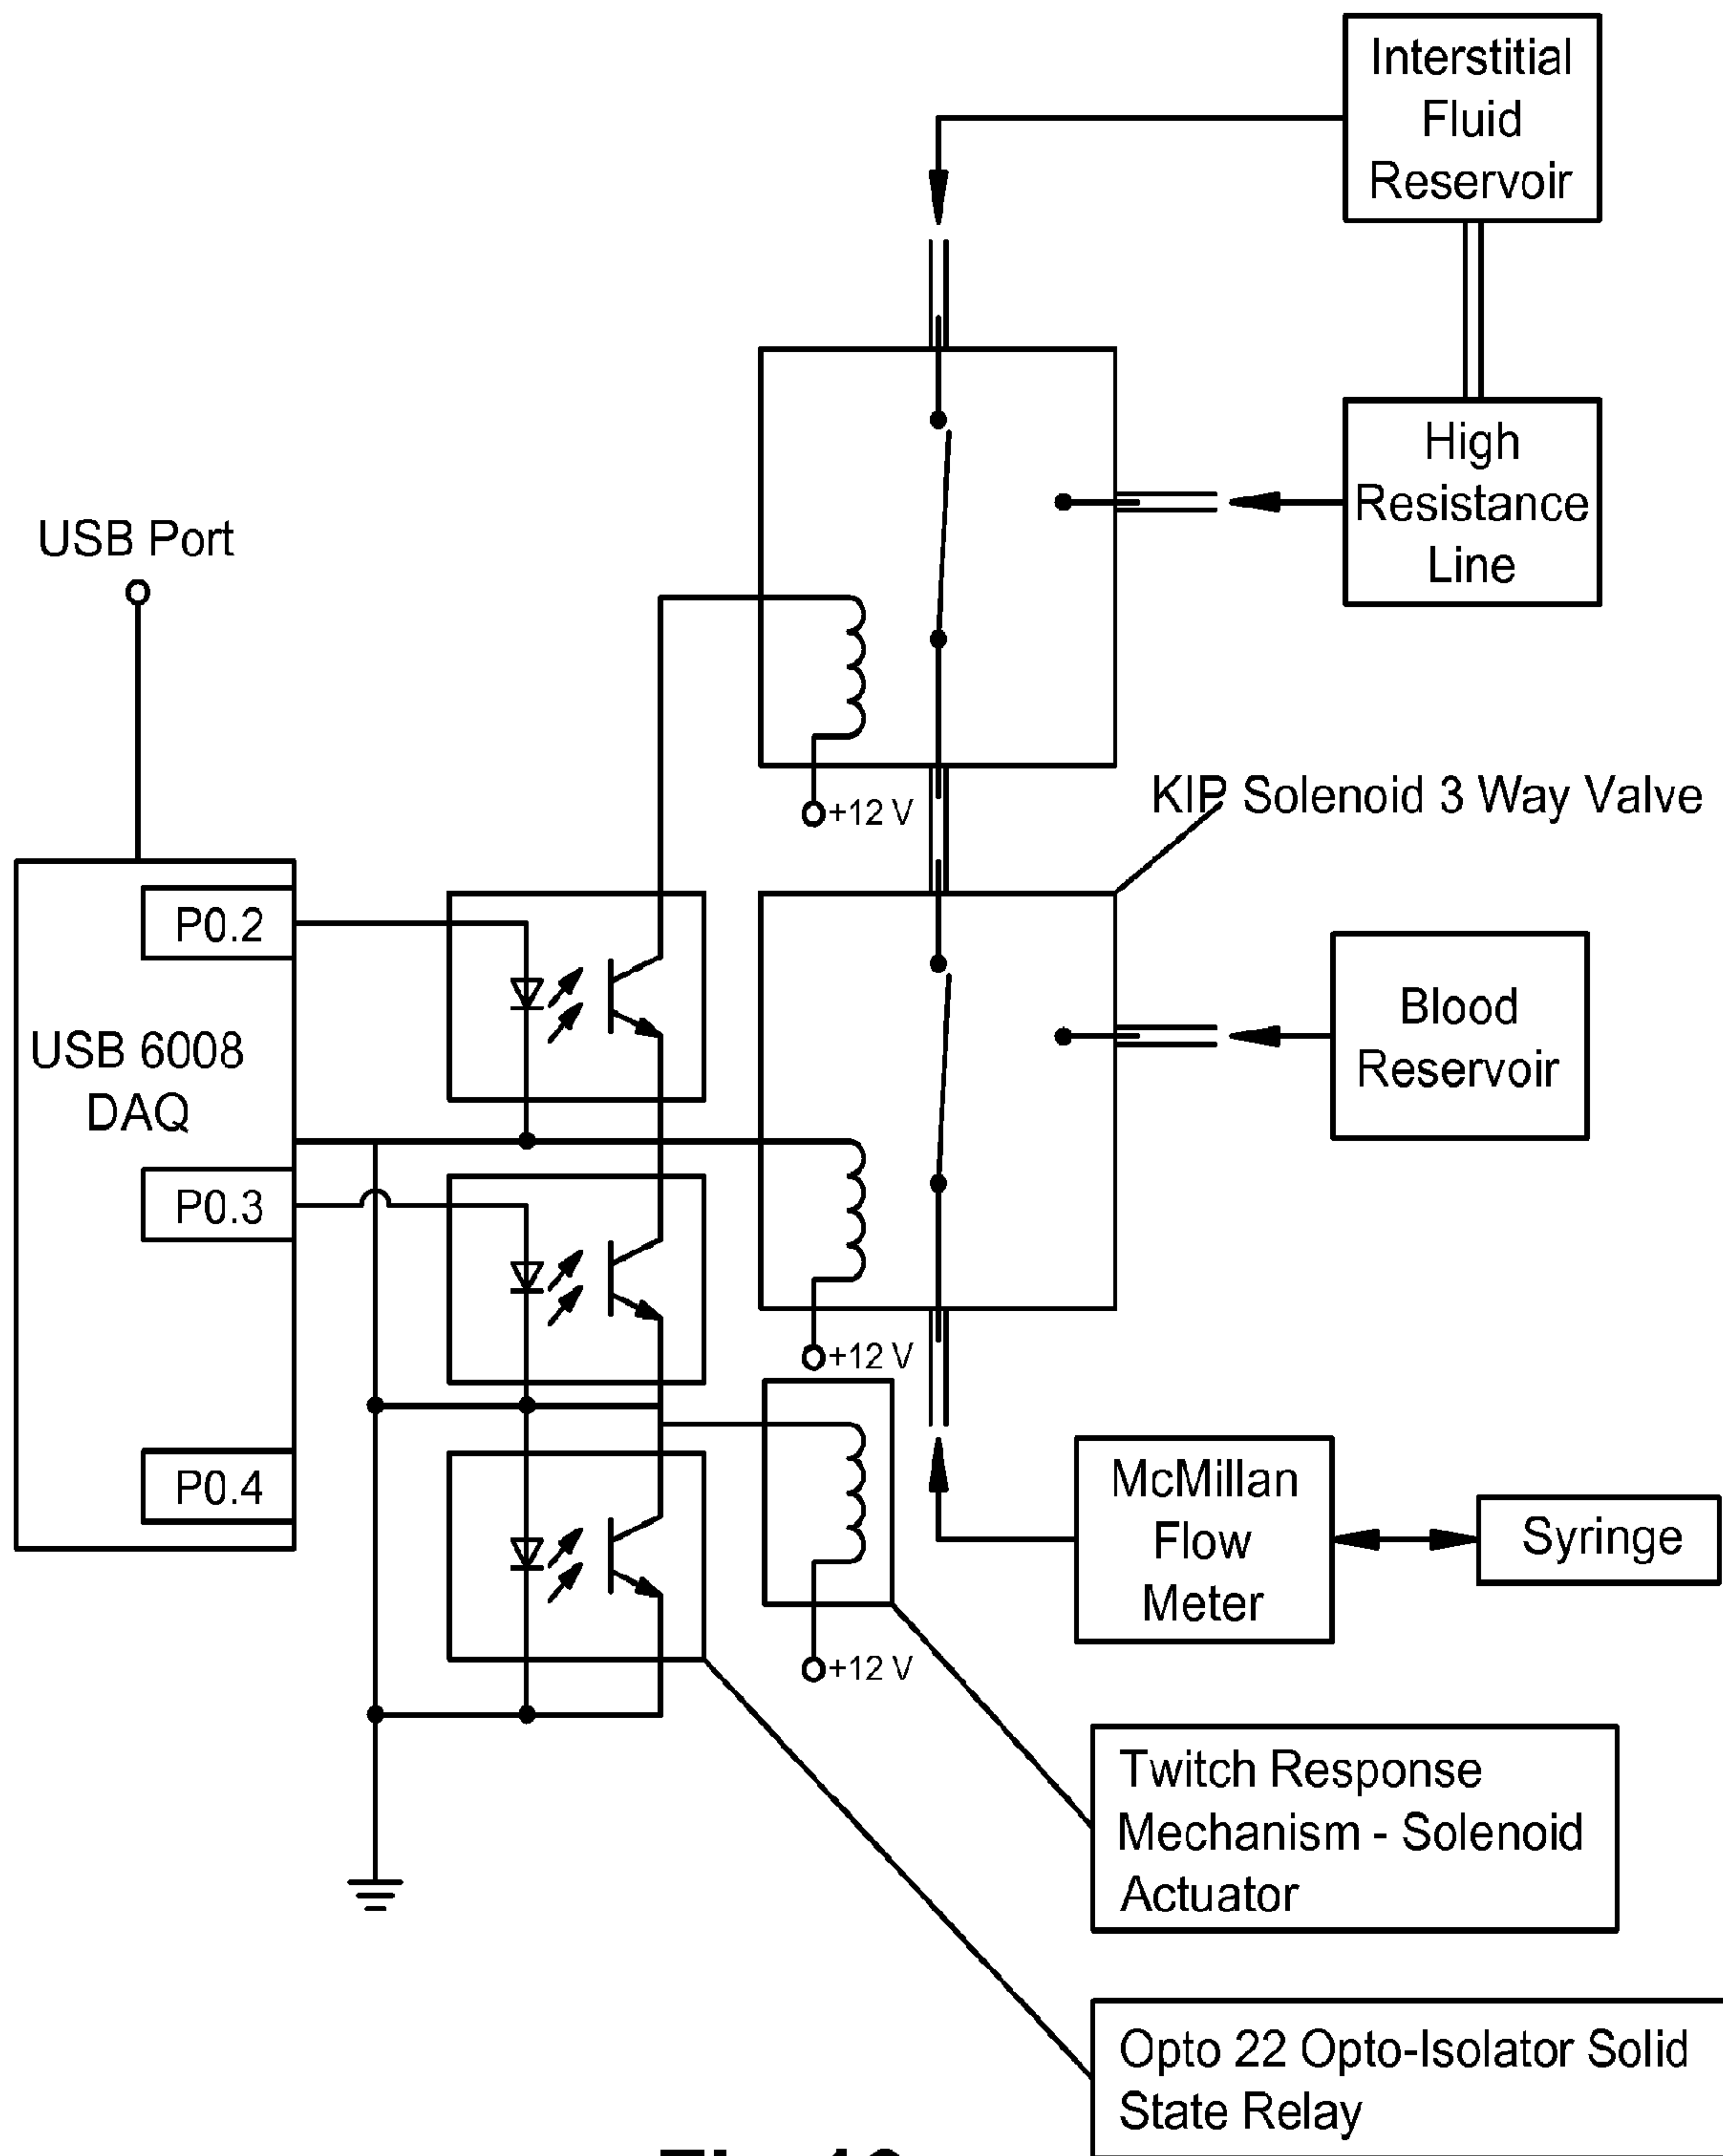 Interstitial
Fluid
Reservoir
High
Resistance
Line
USB Port
+12 V
KIP Solenoid 3 Way Valve
P0.2
USB 6008
DAQ
Blood
Reservoir
P0.3
+12 V
P0.4
McMillan
Flow
Meter
Syringe
+12 V
Twitch Response
Mechanism - Solenoid
Actuator
Opto 22 Opto-Isolator Solid
State Relay